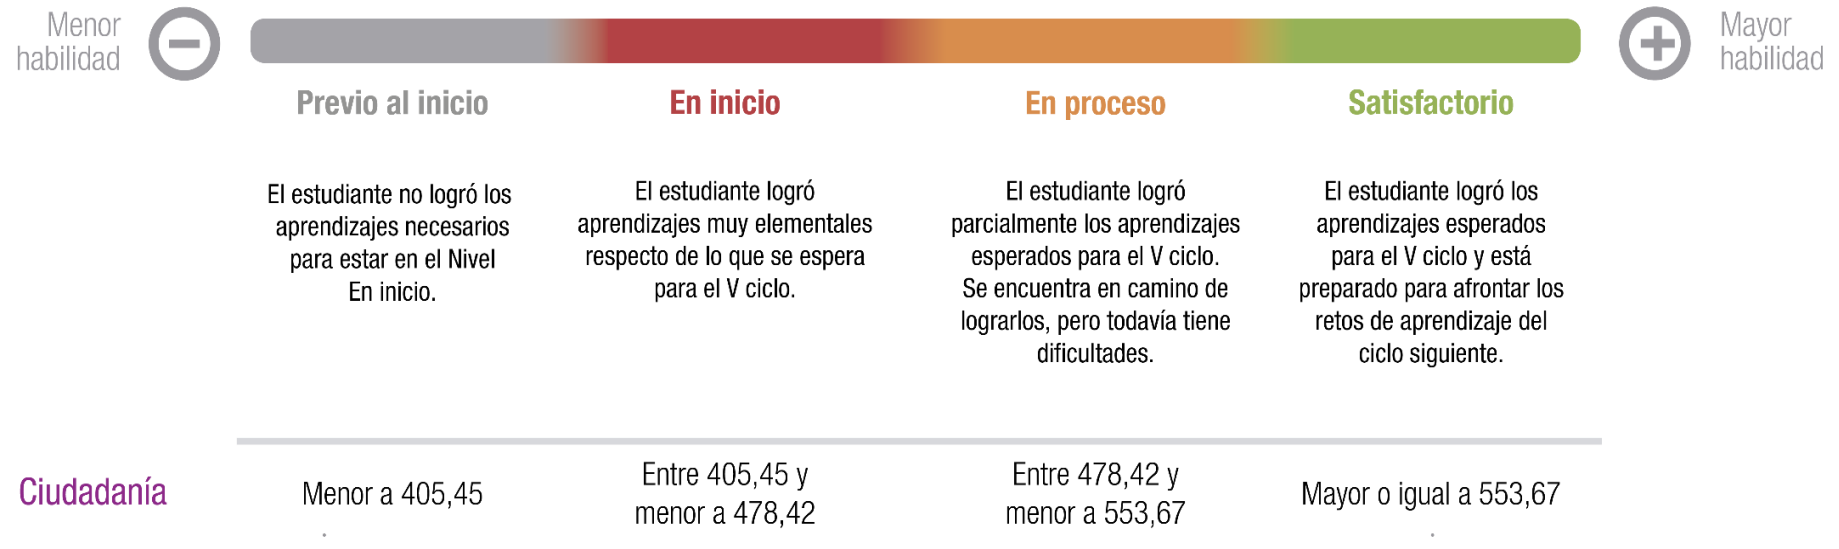 Menor
habilidad
Mayor
habilidad
Previo al inicio
En inicio
En proceso
Satisfactorio
El estudiante no logró los
aprendizajes necesarios
para estar en el Nivel
En inicio.
El estudiante logró
aprendizajes muy elementales
respecto de lo que se espera
para el V ciclo.
El estudiante logró
parcialmente los aprendizajes
esperados para el V ciclo.
Se encuentra en camino de
lograrlos, pero todavía tiene
dificultades.
El estudiante logró los
aprendizajes esperados
para el V ciclo y está
preparado para afrontar los
retos de aprendizaje del
ciclo siguiente.
Ciudadanía
Menor a 405,45
Entre 405,45 y
menor a 478,42
Entre 478,42 y
menor a 553,67
Mayor o igual a 553,67